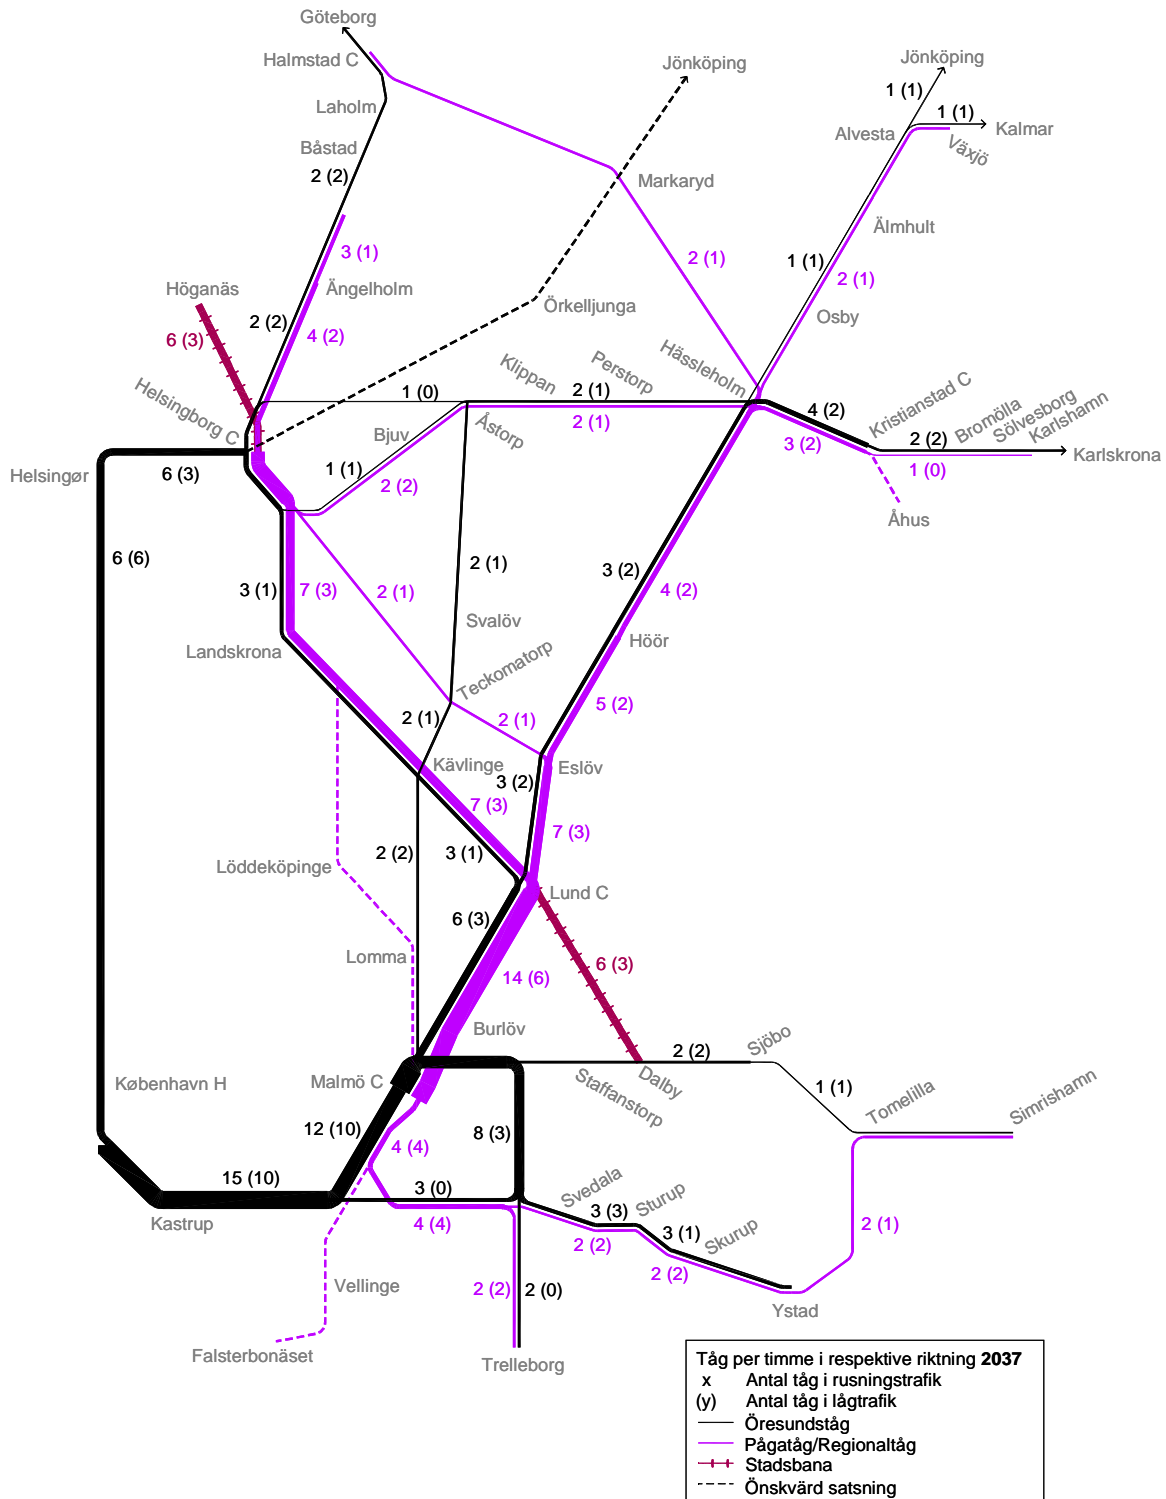 Göteborg
Halmstad C
Jönköping
Jönköping
1 (1)
1 (1)
Laholm
Alvesta
Kalmar
Växjö
Båstad
2 (2)
Markaryd
Älmhult
3 (1)
2 (1)
1 (1)
2 (1)
Höganäs
Ängelholm
Örkelljunga
Osby
2 (2)
4 (2)
6 (3)
Hässleholm
Helsingborg C
1 (0)
Klippan
Perstorp
2 (1)
2 (1)
4 (2)
Kristianstad C
Bromölla
Sölvesborg
Karlshamn
Bjuv
Åstorp
3 (2)
2 (2)
1 (0)
Karlskrona
Helsingør
6 (3)
1 (1)
2 (2)
Åhus
6 (6)
3 (1)
7 (3)
2 (1)
2 (1)
3 (2)
4 (2)
Svalöv
Höör
Landskrona
Teckomatorp
5 (2)
2 (1)
2 (1)
Kävlinge
3 (2)
Eslöv
7 (3)
7 (3)
Löddeköpinge
2 (2)
3 (1)
Lund C
6 (3)
Lomma
14 (6)
6 (3)
Burlöv
Sjöbo
2 (2)
København H
Malmö C
Staffanstorp
Dalby
1 (1)
Tomelilla
Simrishamn
12 (10)
4 (4)
8 (3)
15 (10)
3 (0)
Svedala
Sturup
Kastrup
4 (4)
3 (3)
3 (1)
Skurup
2 (2)
2 (2)
2 (1)
Vellinge
2 (2)
2 (0)
Ystad
Falsterbonäset
Trelleborg
Tåg per timme i respektive riktning 2037
x Antal tåg i rusningstrafik
(y) Antal tåg i lågtrafik
Öresundståg
Pågatåg/Regionaltåg
Stadsbana
Önskvärd satsning